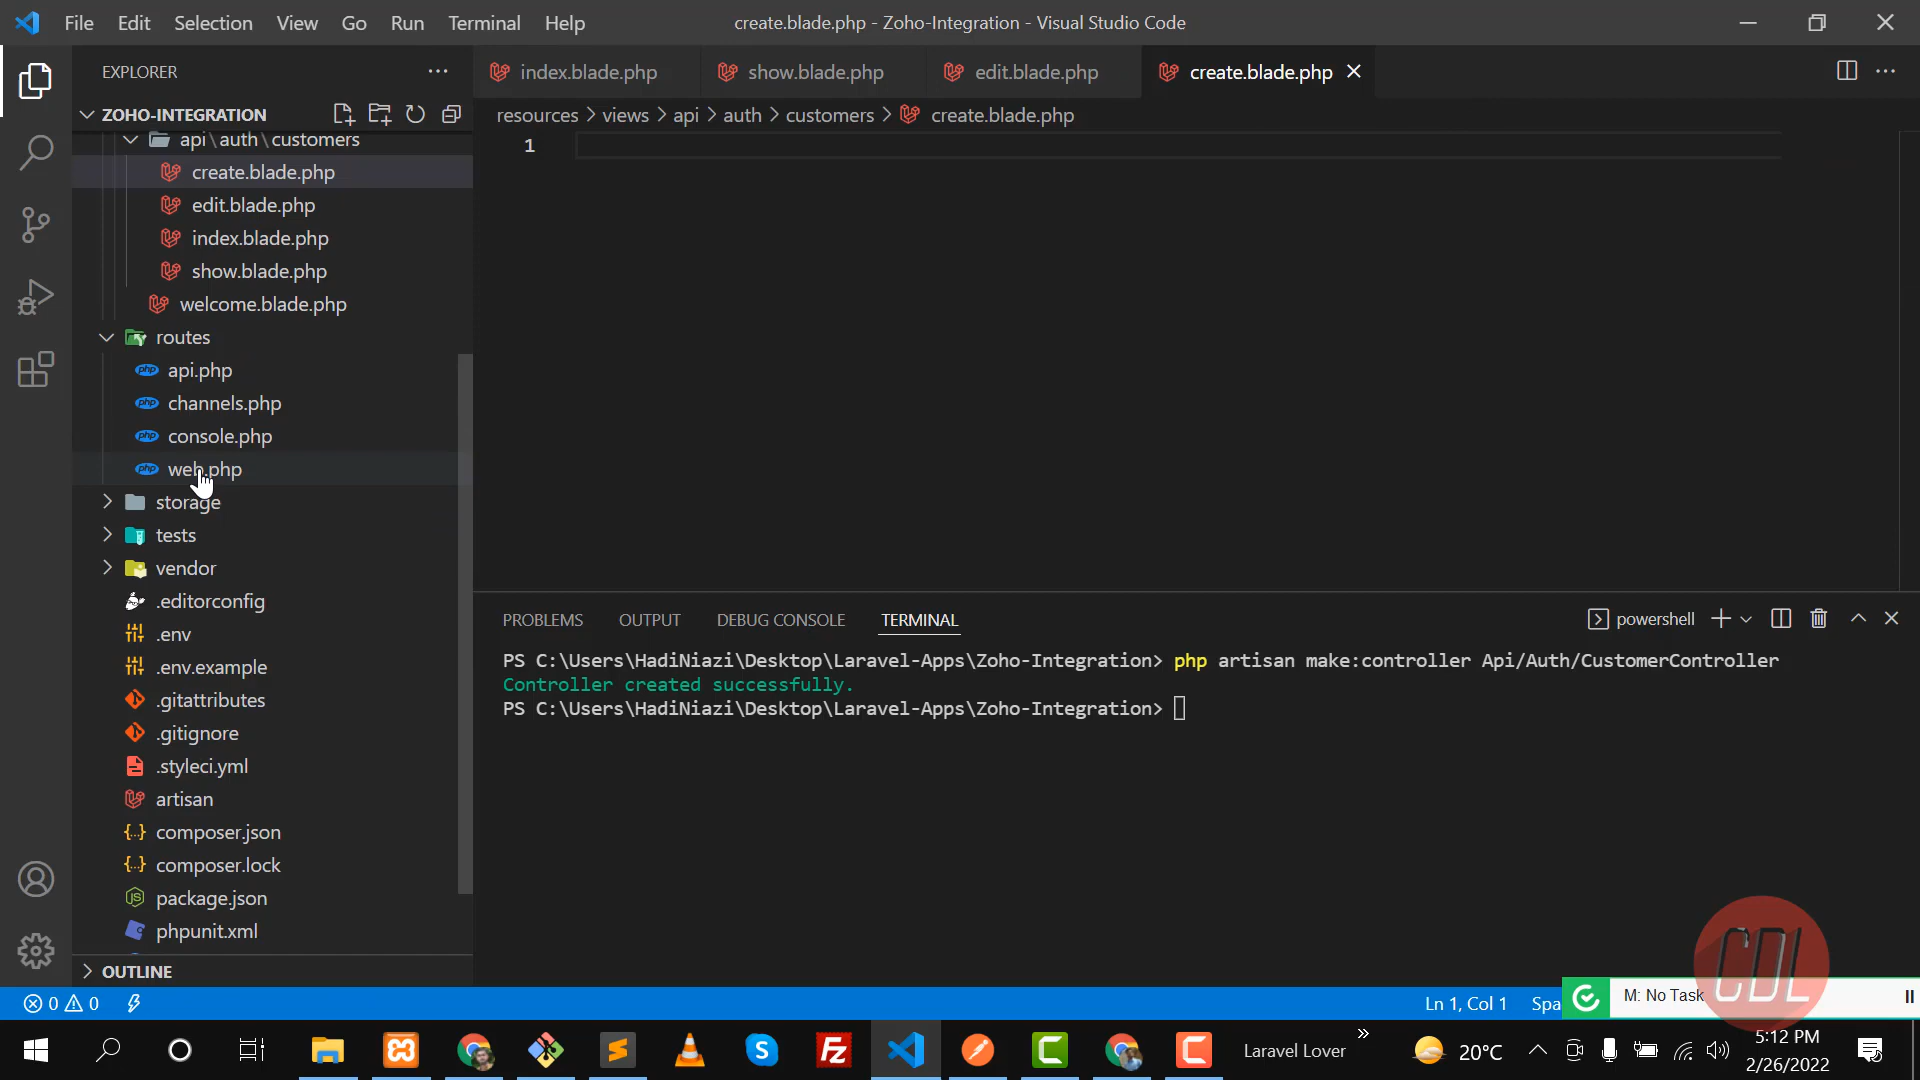 File Edit Selection View Go Run Terminal Help
create.blade.php - Zoho-Integration - Visual Studio Code
EXPLORER
ZOHO-INTEGRATION
api\auth\customers
create.blade.php
edit.blade.php
index.blade.php
show.blade.php
welcome.blade.php
routes
api.php
channels.php
console.php
web.php
storage
tests
vendor
.editorconfig
.env
.env.example
.gitattributes
.gitignore
.styleci.yml
artisan
composer.json
composer.lock
package.json
phpunit.xml
OUTLINE
index.blade.php show.blade.php edit.blade.php create.blade.php
resources > views > api > auth > customers > create.blade.php
1
PROBLEMS OUTPUT DEBUG CONSOLE TERMINAL
powershell
PS C:\Users\HadiNiazi\Desktop\Laravel-Apps\Zoho-Integration> php artisan make:controller Api/Auth/CustomerController
Controller created successfully.
PS C:\Users\HadiNiazi\Desktop\Laravel-Apps\Zoho-Integration>
CDL
0 0
Ln 1, Col 1 Spa
M: No Task
Laravel Lover
20°C
5:12 PM
2/26/2022